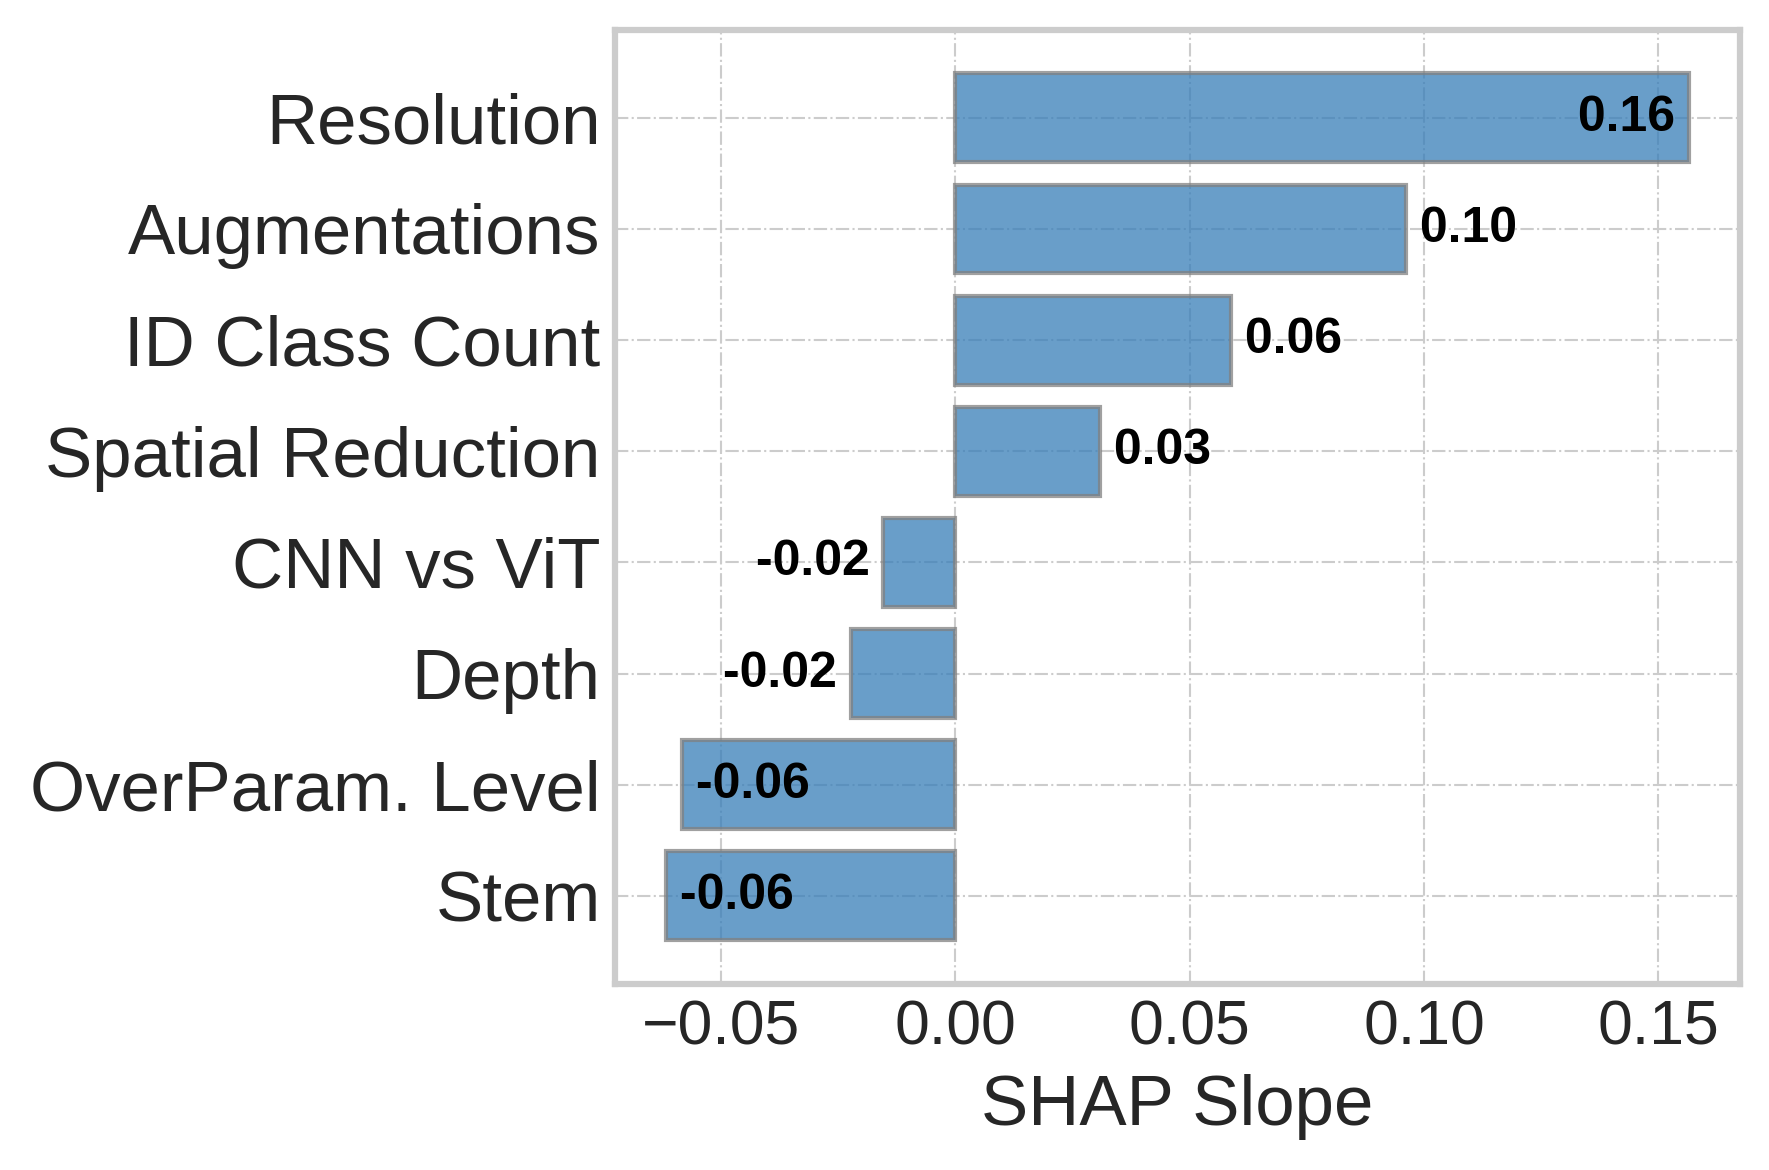 Resolution 0.16
Augmentations 0.10
ID Class Count 0.06
Spatial Reduction 0.03
CNN vs ViT -0.02
Depth -0.02
OverParam. Level -0.06
Stem -0.06
−0.05 0.00 0.05 0.10 0.15
SHAP Slope